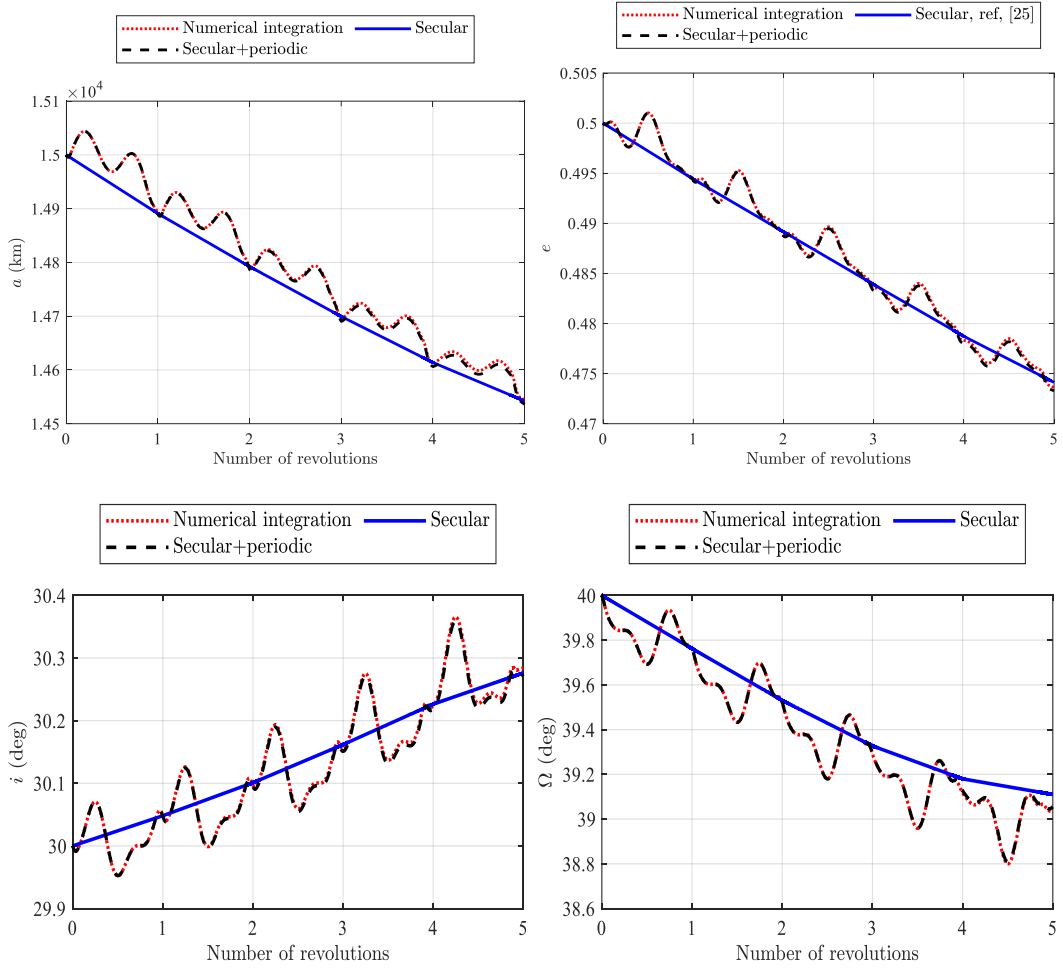 Numerical integration Secular
Secular+periodic
×10⁴
1.51
1.5
1.49
1.48
1.47
1.46
1.45
a (km)
0 1 2 3 4 5
Number of revolutions
Numerical integration Secular, ref, [25]
Secular+periodic
0.505
0.5
0.495
0.49
0.485
0.48
0.475
0.47
e
0 1 2 3 4 5
Number of revolutions
Numerical integration Secular
Secular+periodic
30.4
30.3
30.2
30.1
30
29.9
i (deg)
0 1 2 3 4 5
Number of revolutions
Numerical integration Secular
Secular+periodic
40
39.8
39.6
39.4
39.2
39
38.8
38.6
Ω (deg)
0 1 2 3 4 5
Number of revolutions